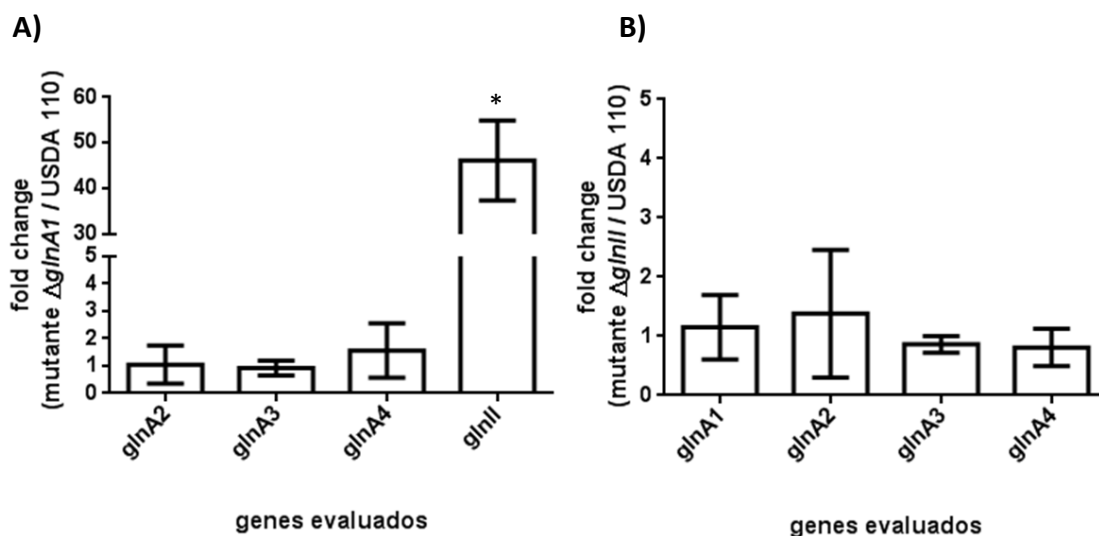 A)
fold change
(mutante ΔglnA1 / USDA 110)
60
50
40
30
5
4
3
2
1
0
*
glnA2
glnA3
glnA4
glnII
genes evaluados
B)
fold change
(mutante ΔglnII / USDA 110)
5
4
3
2
1
0
glnA1
glnA2
glnA3
glnA4
genes evaluados